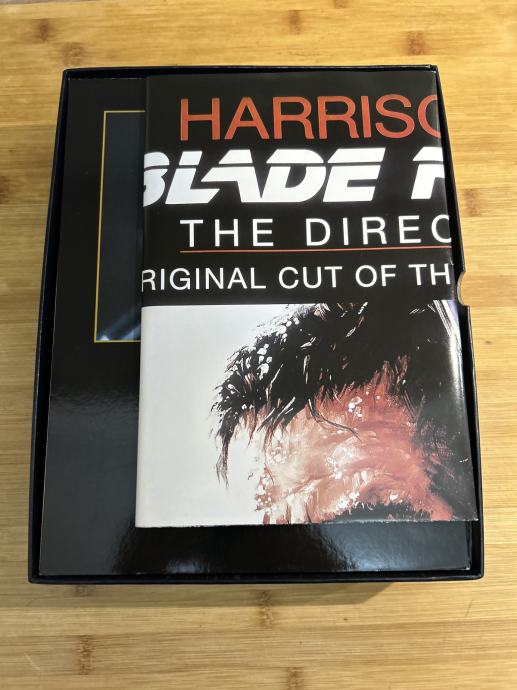 HARRISO
BLADE R
THE DIREC
RIGINAL CUT OF TH